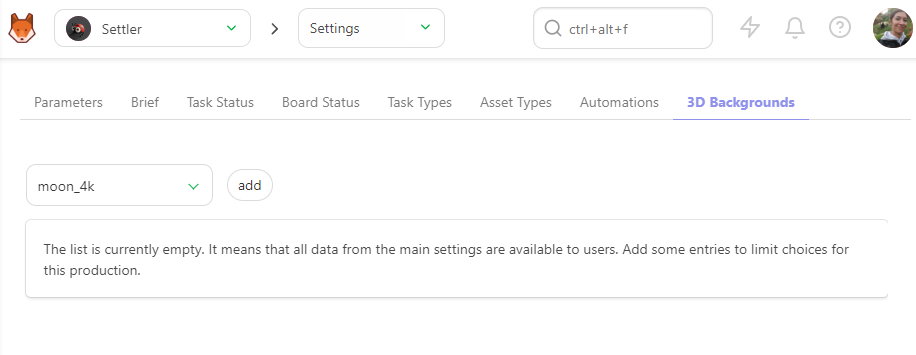 Settler
Settings
ctrl+alt+f
Parameters Brief Task Status Board Status Task Types Asset Types Automations 3D Backgrounds
moon_4k
add
The list is currently empty. It means that all data from the main settings are available to users. Add some entries to limit choices for
this production.